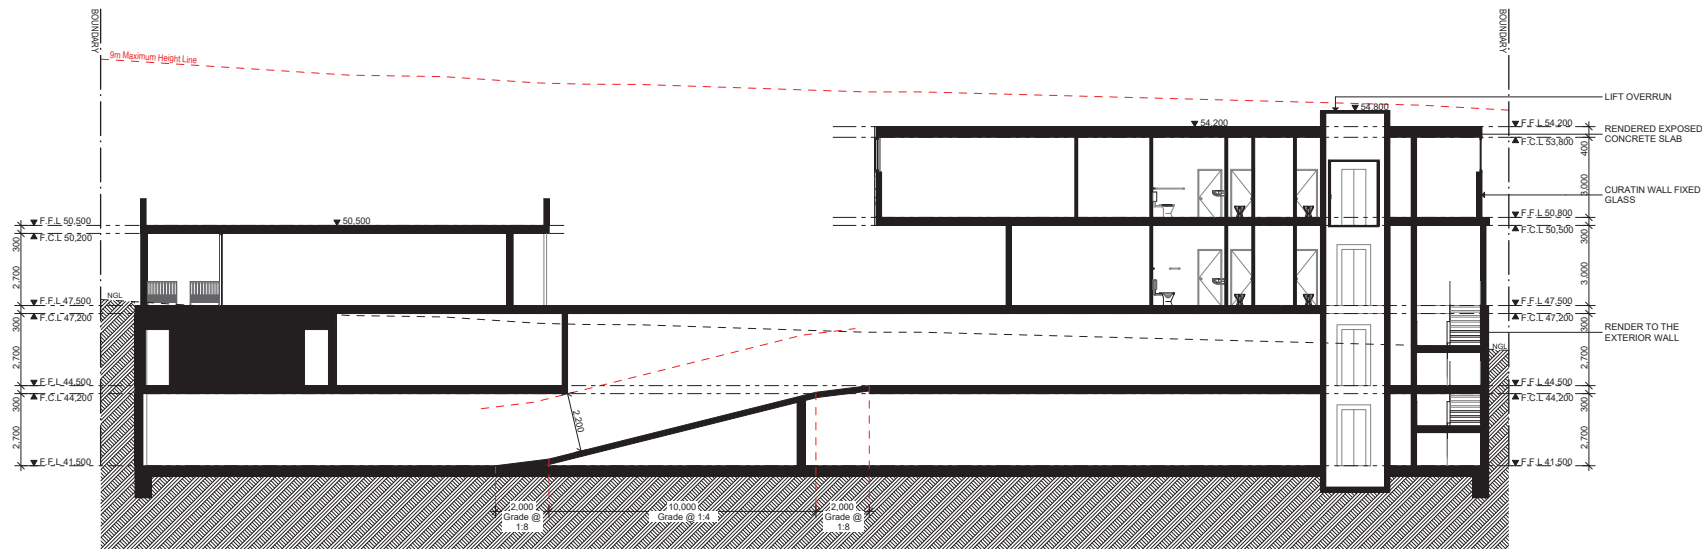 BOUNDARY
BOUNDARY
9m Maximum Height Line
LIFT OVERRUN
54,800
54,200
F.F.L 54,200
RENDERED EXPOSED
CONCRETE SLAB
F.C.L 53,800
400
3,000
CURATIN WALL FIXED
GLASS
F.F.L 50,500
50,500
F.F.L 50,800
F.C.L 50,200
F.C.L 50,500
300
300
2,700
3,000
NGL
F.F.L 47,500
F.F.L 47,500
F.C.L 47,200
F.C.L 47,200
300
300
RENDER TO THE
EXTERIOR WALL
NGL
2,700
2,700
F.F.L 44,500
F.F.L 44,500
F.C.L 44,200
F.C.L 44,200
300
300
2,200
2,700
2,700
F.F.L 41,500
F.F.L 41,500
2,000
Grade @
1:8
10,000
Grade @ 1:4
2,000
Grade @
1:8